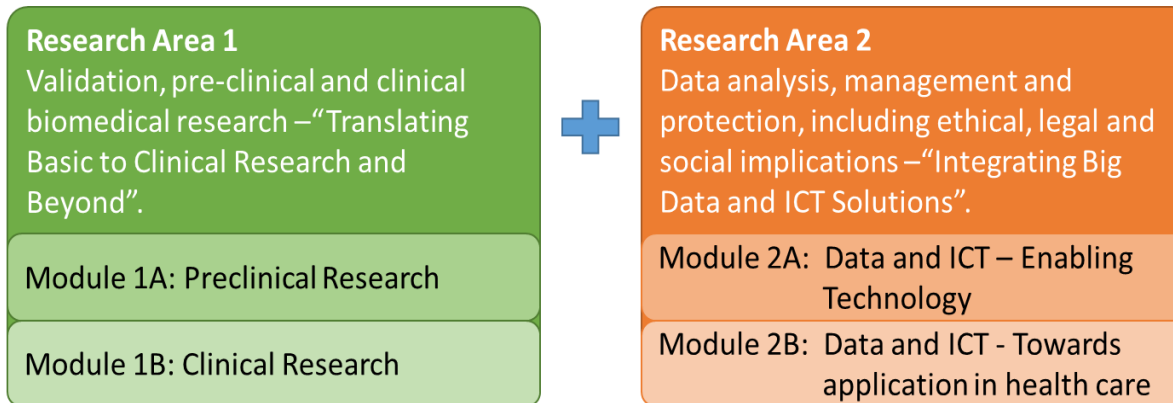 Research Area 1
Validation, pre-clinical and clinical
biomedical research –“Translating
Basic to Clinical Research and
Beyond”.
Module 1A: Preclinical Research
Module 1B: Clinical Research
Research Area 2
Data analysis, management and
protection, including ethical, legal and
social implications –“Integrating Big
Data and ICT Solutions”.
Module 2A: Data and ICT – Enabling
Technology
Module 2B: Data and ICT - Towards
application in health care